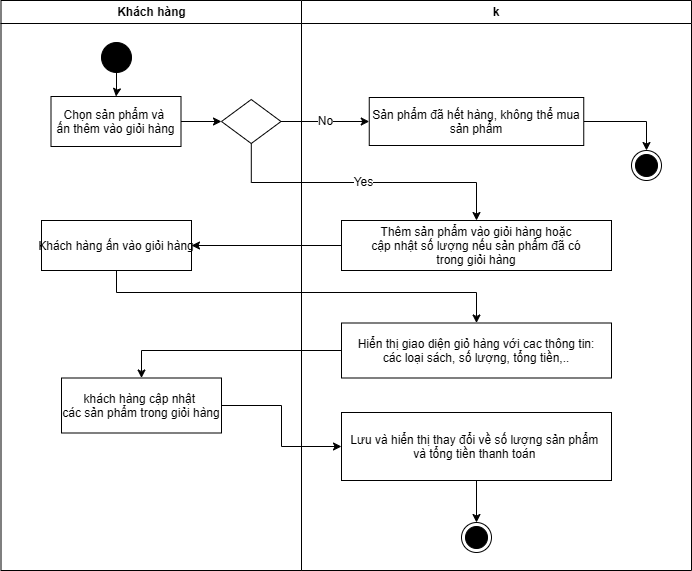 Khách hàng
k
Chọn sản phẩm và
ấn thêm vào giỏi hàng
No
Sản phẩm đã hết hàng, không thể mua
sản phẩm
Yes
Thêm sản phẩm vào giỏi hàng hoặc
cập nhật số lượng nếu sản phẩm đã có
trong giỏi hàng
Khách hàng ấn vào giỏi hàng
Hiển thị giao diện giỏ hàng với cac thông tin:
các loại sách, số lượng, tổng tiền,..
khách hàng cập nhật
các sản phẩm trong giỏi hàng
Lưu và hiển thị thay đổi về số lượng sản phẩm
và tổng tiền thanh toán